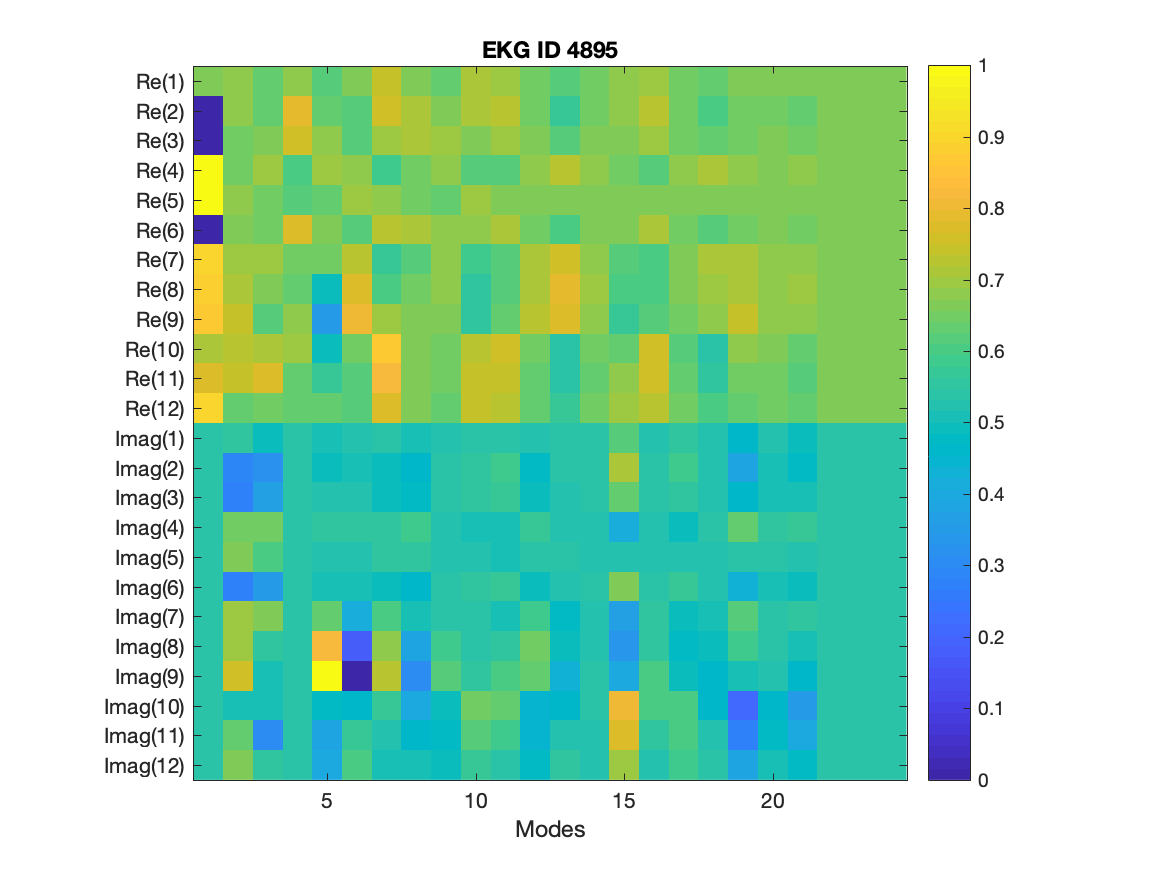 EKG ID 4895
Re(1)
Re(2)
Re(3)
Re(4)
Re(5)
Re(6)
Re(7)
Re(8)
Re(9)
Re(10)
Re(11)
Re(12)
Imag(1)
Imag(2)
Imag(3)
Imag(4)
Imag(5)
Imag(6)
Imag(7)
Imag(8)
Imag(9)
Imag(10)
Imag(11)
Imag(12)
5 10 15 20
Modes
1
0.9
0.8
0.7
0.6
0.5
0.4
0.3
0.2
0.1
0